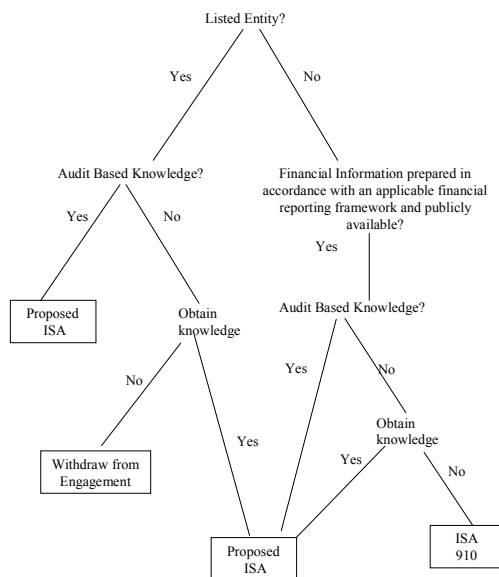 Listed Entity?
Yes
No
Audit Based Knowledge?
Financial Information prepared in
accordance with an applicable financial
reporting framework and publicly
available?
Yes
No
Yes
Proposed
ISA
Obtain
knowledge
Audit Based Knowledge?
No
Yes
No
Withdraw from
Engagement
Yes
Obtain
knowledge
Yes
No
Proposed
ISA
ISA
910